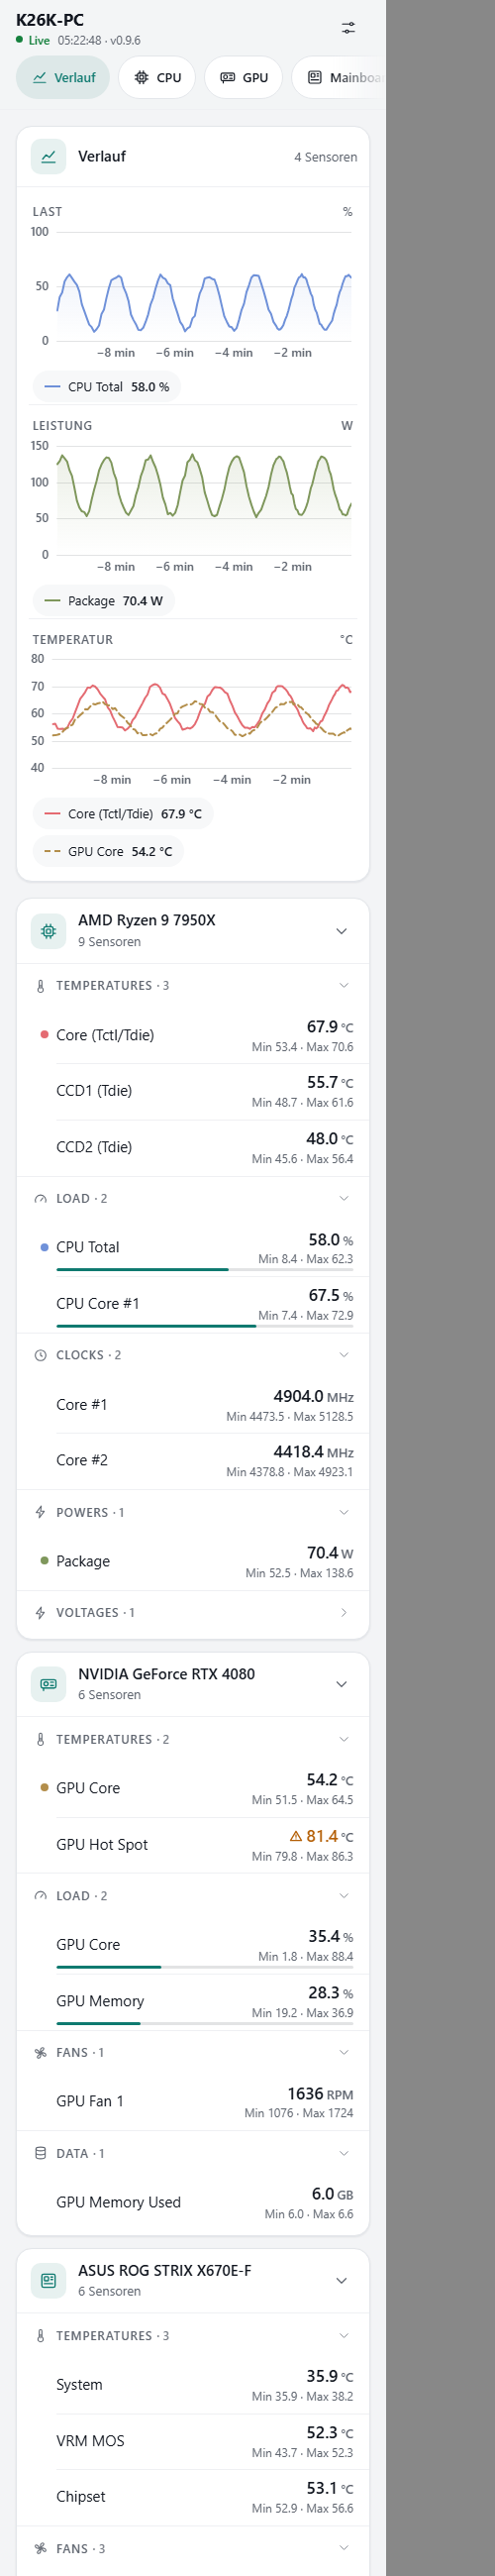 K26K-PC
Live 05:22:48 · v0.9.6
Verlauf CPU GPU Mainboa
Verlauf 4 Sensoren
LAST %
100
50
0
−8 min −6 min −4 min −2 min
CPU Total 58.0 %
LEISTUNG W
150
100
50
0
−8 min −6 min −4 min −2 min
Package 70.4 W
TEMPERATUR °C
80
70
60
50
40
−8 min −6 min −4 min −2 min
Core (Tctl/Tdie) 67.9 °C
GPU Core 54.2 °C
AMD Ryzen 9 7950X
9 Sensoren
TEMPERATURES · 3
Core (Tctl/Tdie) 67.9 °C
Min 53.4 · Max 70.6
CCD1 (Tdie) 55.7 °C
Min 48.7 · Max 61.6
CCD2 (Tdie) 48.0 °C
Min 45.6 · Max 56.4
LOAD · 2
CPU Total 58.0 %
Min 8.4 · Max 62.3
CPU Core #1 67.5 %
Min 7.4 · Max 72.9
CLOCKS · 2
Core #1 4904.0 MHz
Min 4473.5 · Max 5128.5
Core #2 4418.4 MHz
Min 4378.8 · Max 4923.1
POWERS · 1
Package 70.4 W
Min 52.5 · Max 138.6
VOLTAGES · 1
NVIDIA GeForce RTX 4080
6 Sensoren
TEMPERATURES · 2
GPU Core 54.2 °C
Min 51.5 · Max 64.5
GPU Hot Spot 81.4 °C
Min 79.8 · Max 86.3
LOAD · 2
GPU Core 35.4 %
Min 1.8 · Max 88.4
GPU Memory 28.3 %
Min 19.2 · Max 36.9
FANS · 1
GPU Fan 1 1636 RPM
Min 1076 · Max 1724
DATA · 1
GPU Memory Used 6.0 GB
Min 6.0 · Max 6.6
ASUS ROG STRIX X670E-F
6 Sensoren
TEMPERATURES · 3
System 35.9 °C
Min 35.9 · Max 38.2
VRM MOS 52.3 °C
Min 43.7 · Max 52.3
Chipset 53.1 °C
Min 52.9 · Max 56.6
FANS · 3